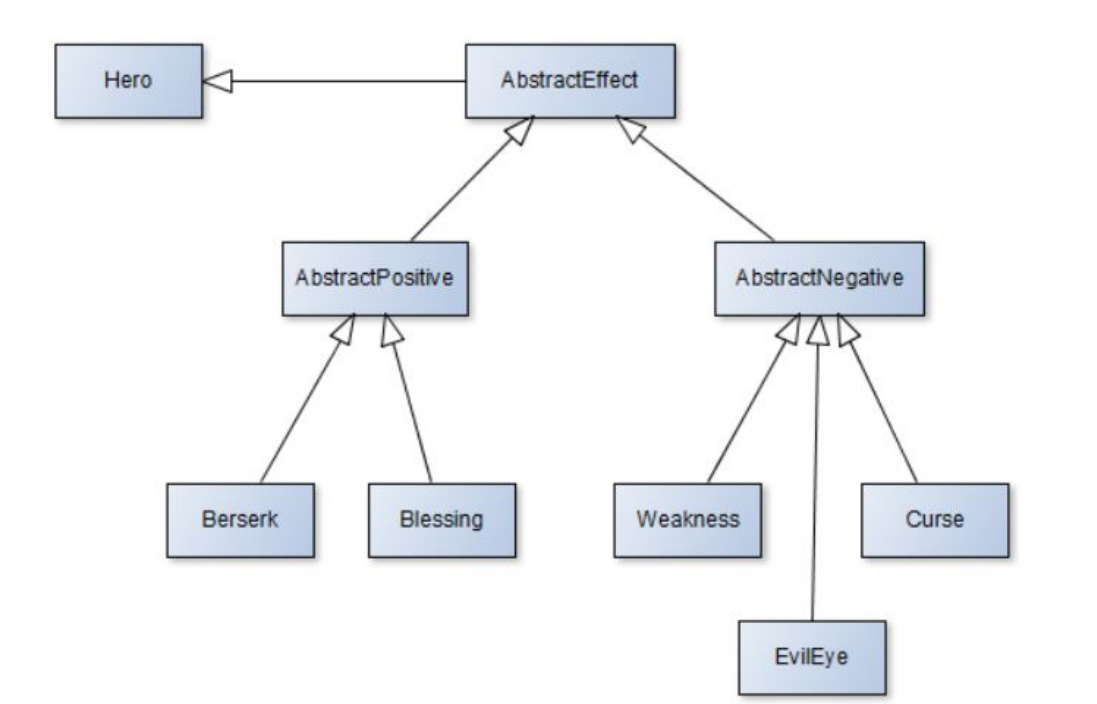 Hero
AbstractEffect
AbstractPositive
AbstractNegative
Berserk
Blessing
Weakness
Curse
EvilEye